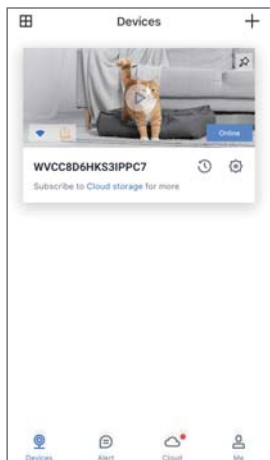 Devices
Online
WVCC8D6HKS3IPPC7
Subscribe to Cloud storage for more
Devices
Alert
Cloud
Me